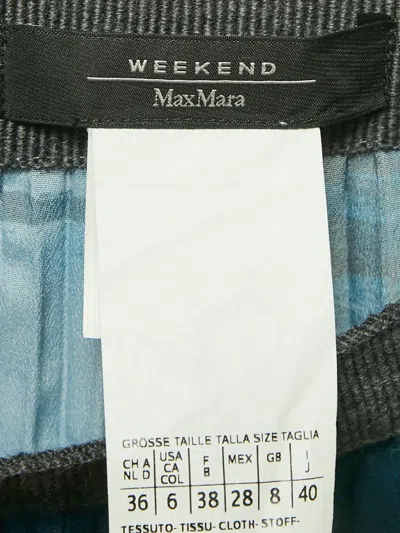 WEEKEND
MaxMara
GRÖSSE TAILLE TALLA SIZE TAGLIA
CH A USA F MEX GB I
NL D CA B J
COL
36 6 38 28 8 40
TESSUTO-TISSU-CLOTH-STOFF-